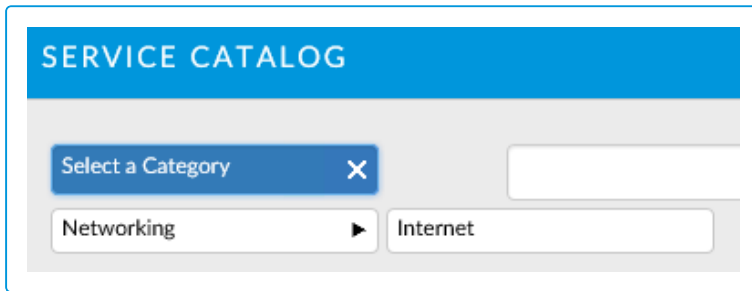 SERVICE CATALOG
Select a Category
Networking
Internet